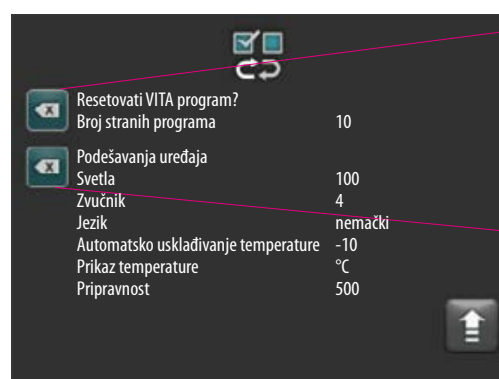 Resetovati VITA program?
Broj stranih programa 10
Podešavanja uređaja
Svetla 100
Zvučnik 4
Jezik nemački
Automatsko usklađivanje temperature -10
Prikaz temperature °C
Pripravnost 500